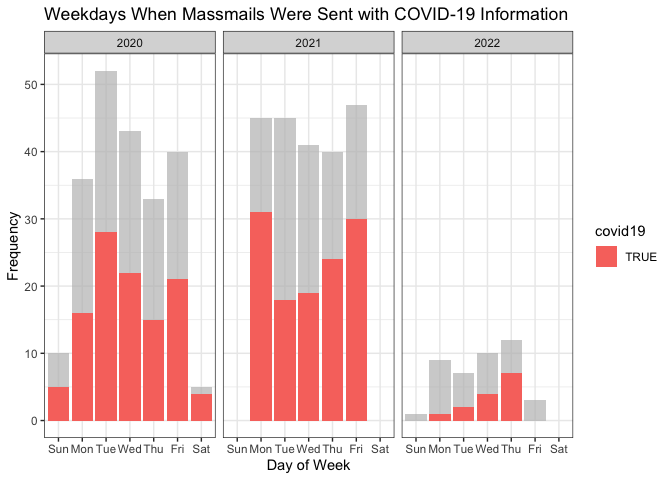 Weekdays When Massmails Were Sent with COVID-19 Information
2020 2021 2022
50
40
30
20
10
0
Frequency
Sun Mon Tue Wed Thu Fri Sat Sun Mon Tue Wed Thu Fri Sat Sun Mon Tue Wed Thu Fri Sat
Day of Week
covid19
TRUE